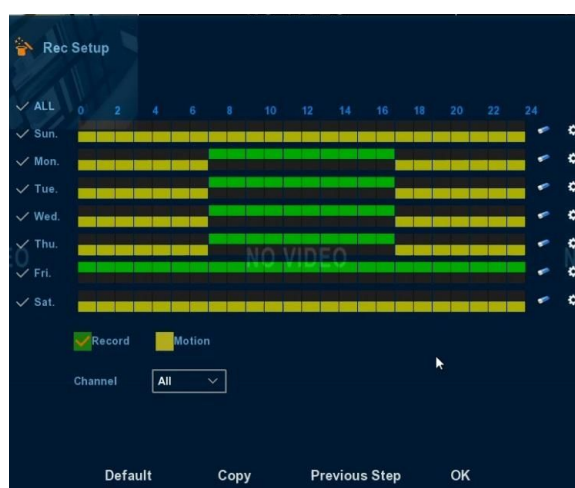 Rec Setup
ALL
0 2 4 6 8 10 12 14 16 18 20 22 24
Sun.
Mon.
Tue.
Wed.
Thu.
NO VIDEO
Fri.
Sat.
Record Motion
Channel All
Default Copy Previous Step OK